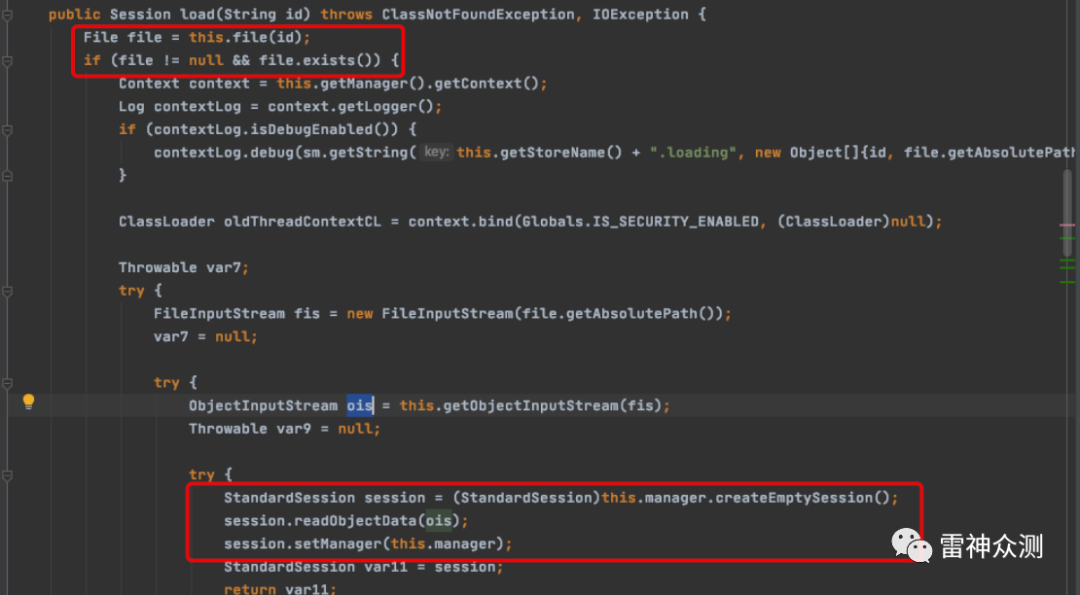 public Session load(String id) throws ClassNotFoundException, IOException {
File file = this.file(id);
if (file != null && file.exists()) {
Context context = this.getManager().getContext();
Log contextLog = context.getLogger();
if (contextLog.isDebugEnabled()) {
contextLog.debug(sm.getString( key: this.getStoreName() + ".loading", new Object[]{id, file.getAbsolutePath
}
ClassLoader oldThreadContextCL = context.bind(Globals.IS_SECURITY_ENABLED, (ClassLoader)null);
Throwable var7;
try {
FileInputStream fis = new FileInputStream(file.getAbsolutePath());
var7 = null;
try {
ObjectInputStream ois = this.getObjectInputStream(fis);
Throwable var9 = null;
try {
StandardSession session = (StandardSession)this.manager.createEmptySession();
session.readObjectData(ois);
session.setManager(this.manager);
StandardSession var11 = session;
return var11;
雷神众测